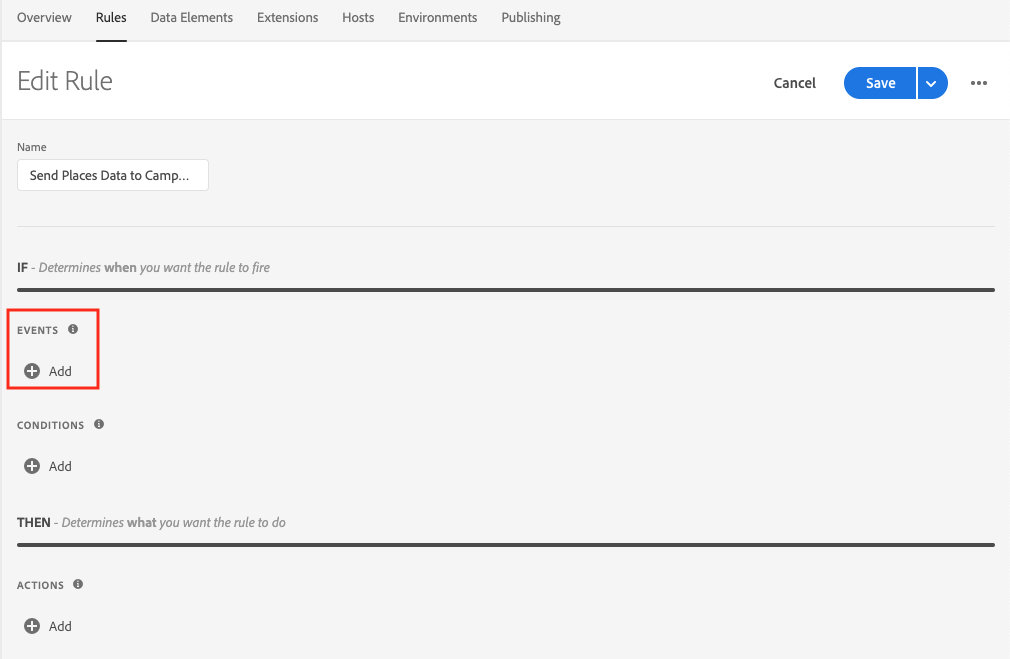 Overview Rules Data Elements Extensions Hosts Environments Publishing
Edit Rule
Cancel Save
Name
Send Places Data to Camp...
IF - Determines when you want the rule to fire
EVENTS
Add
CONDITIONS
Add
THEN - Determines what you want the rule to do
ACTIONS
Add